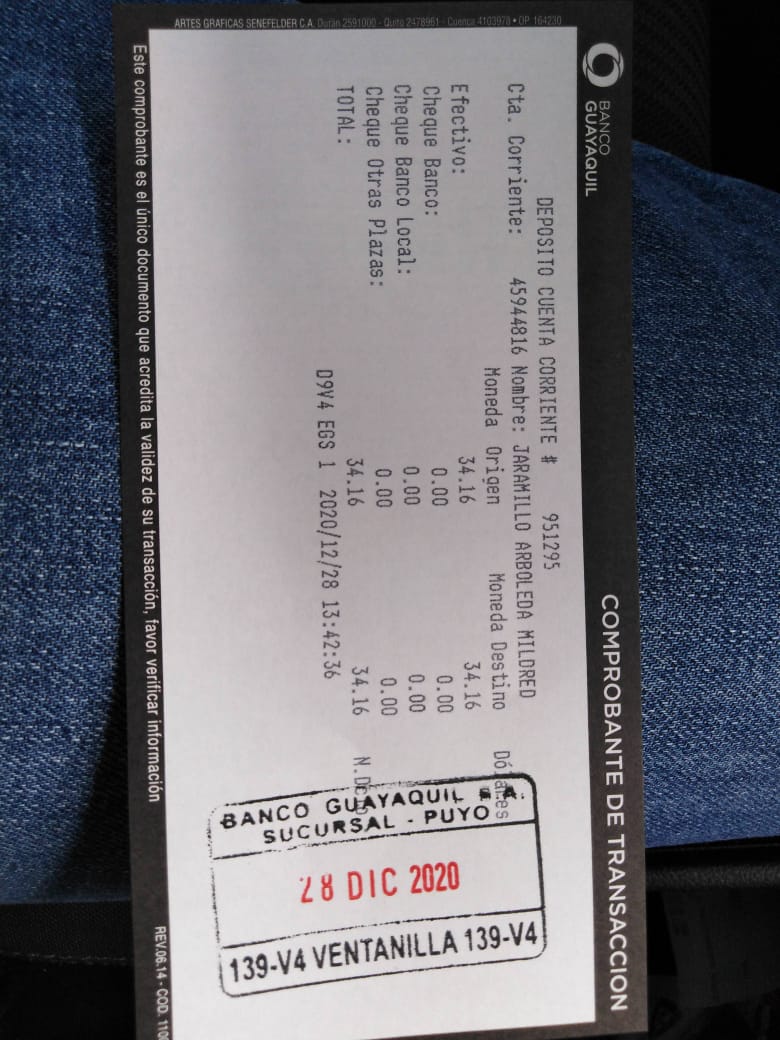 BANCO
GUAYAQUIL
COMPROBANTE DE TRANSACCION
DEPOSITO CUENTA CORRIENTE # 951295
Cta. Corriente: 45944816 Nombre: JARAMILLO ARBOLEDA MILDRED
Moneda Origen Moneda Destino Dólares
Efectivo: 34.16 34.16
Cheque Banco: 0.00 0.00
Cheque Banco Local: 0.00 0.00
Cheque Otras Plazas: 0.00 0.00
TOTAL: 34.16 34.16
D9V4 EGS 1 2020/12/28 13:42:36
BANCO GUAYAQUIL S.A.
SUCURSAL - PUYO
28 DIC 2020
139-V4 VENTANILLA 139-V4
Este comprobante es el único documento que acredita la validez de su transacción, favor verificar información
REV.06.14 - COD.
ARTES GRAFICAS SENEFELDER C.A. Durán 2591000 - Quito 2478961 - Cuenca 4103978 • OP 164230